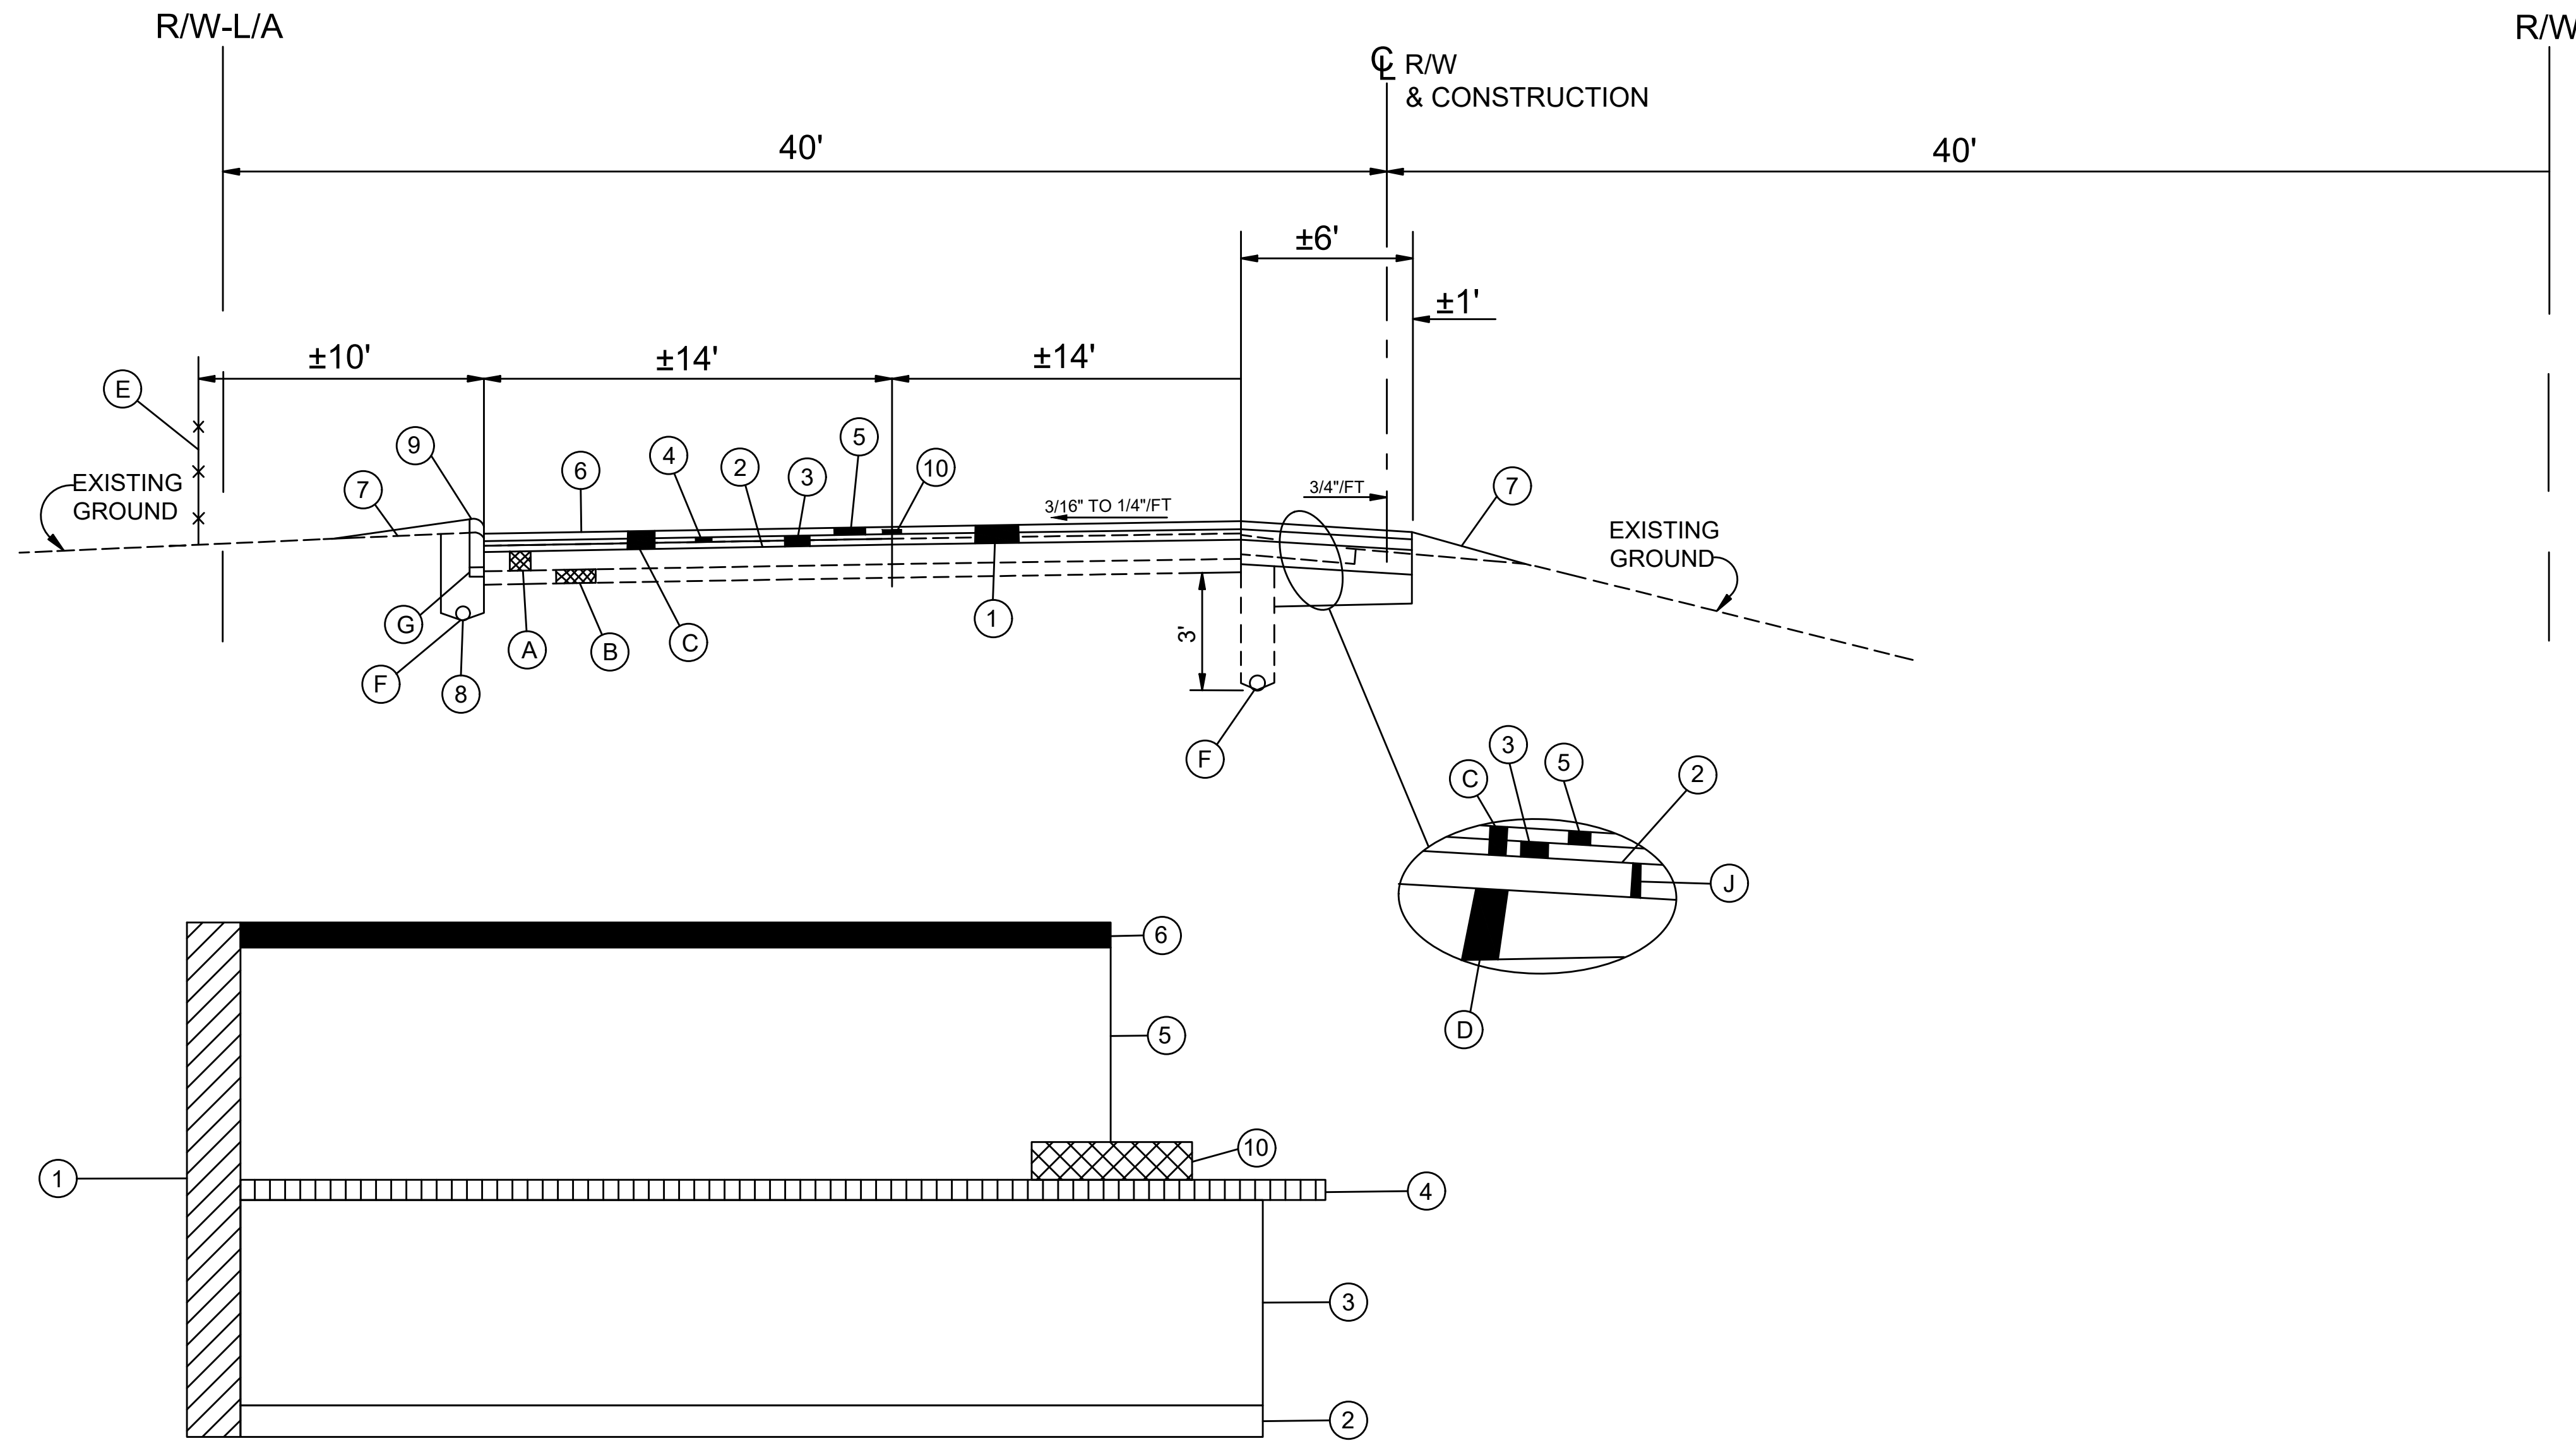 R/W-L/A
R/W
℄ R/W
& CONSTRUCTION
40'
40'
±6'
±1'
±10'
±14'
±14'
E
9
5
6
4
2
3
10
3/16" TO 1/4"/FT
3/4"/FT
7
7
EXISTING
GROUND
EXISTING
GROUND
G
A
B
C
1
3'
F
8
F
3
5
C
2
J
D
6
5
10
1
4
3
2